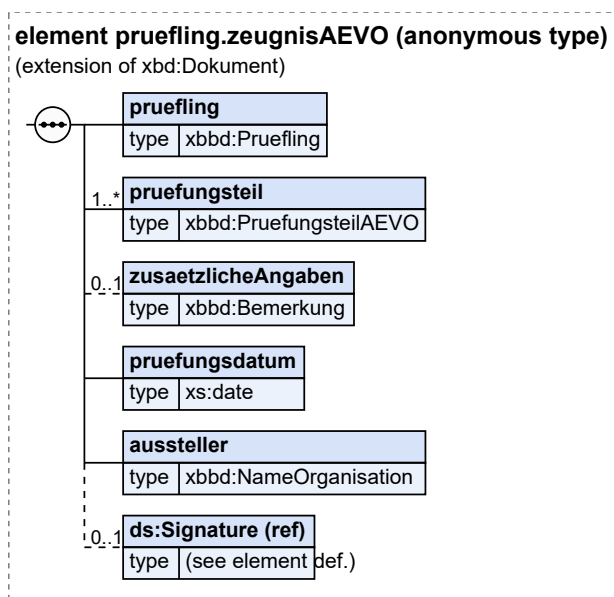 element pruefling.zeugnisAEVO (anonymous type)
(extension of xbd:Dokument)
pruefling
type xbbd:Pruefling
1..* pruefungsteil
type xbbd:PruefungsteilAEVO
0..1 zusaetzlicheAngaben
type xbbd:Bemerkung
pruefungsdatum
type xs:date
aussteller
type xbbd:NameOrganisation
0..1 ds:Signature (ref)
type (see element def.)